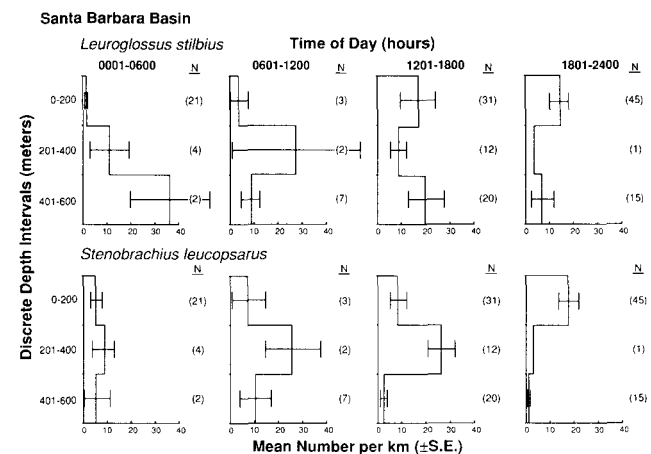 Santa Barbara Basin
Leuroglossus stilbius Time of Day (hours)
0001-0600 N 0601-1200 N 1201-1800 N 1801-2400 N
0-200 (21) (3) (31) (45)
201-400 (4) (2) (12) (1)
401-600 (2) (7) (20) (15)
0 10 20 30 40 0 10 20 30 40 0 10 20 30 40 0 10 20 30 40
Discrete Depth Intervals (meters)
Stenobrachius leucopsarus
N N N N
0-200 (21) (3) (31) (45)
201-400 (4) (2) (12) (1)
401-600 (2) (7) (20) (15)
0 10 20 30 40 0 10 20 30 40 0 10 20 30 40 0 10 20 30 40
Mean Number per km (±S.E.)